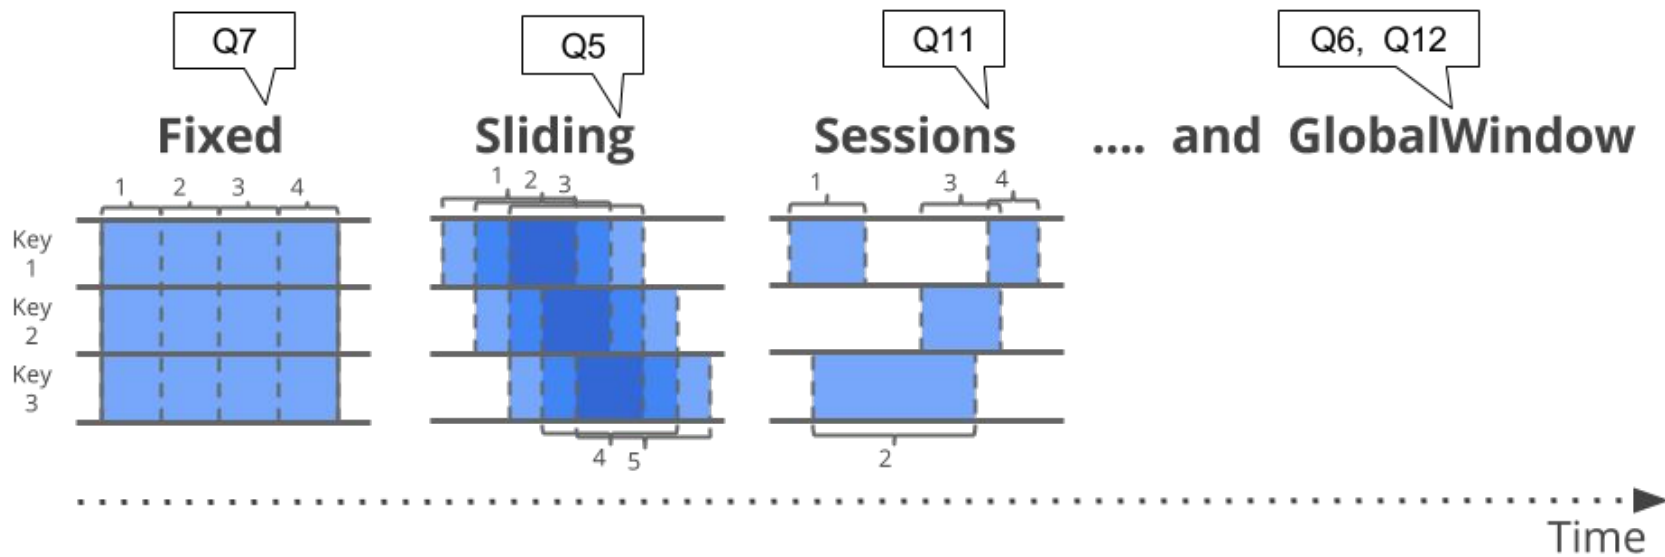 Q7
Q5
Q11
Q6, Q12
Fixed
Sliding
Sessions
.... and GlobalWindow
1 2 3 4
1 2 3
1 3 4
Key
1
Key
2
Key
3
4 5
2
Time